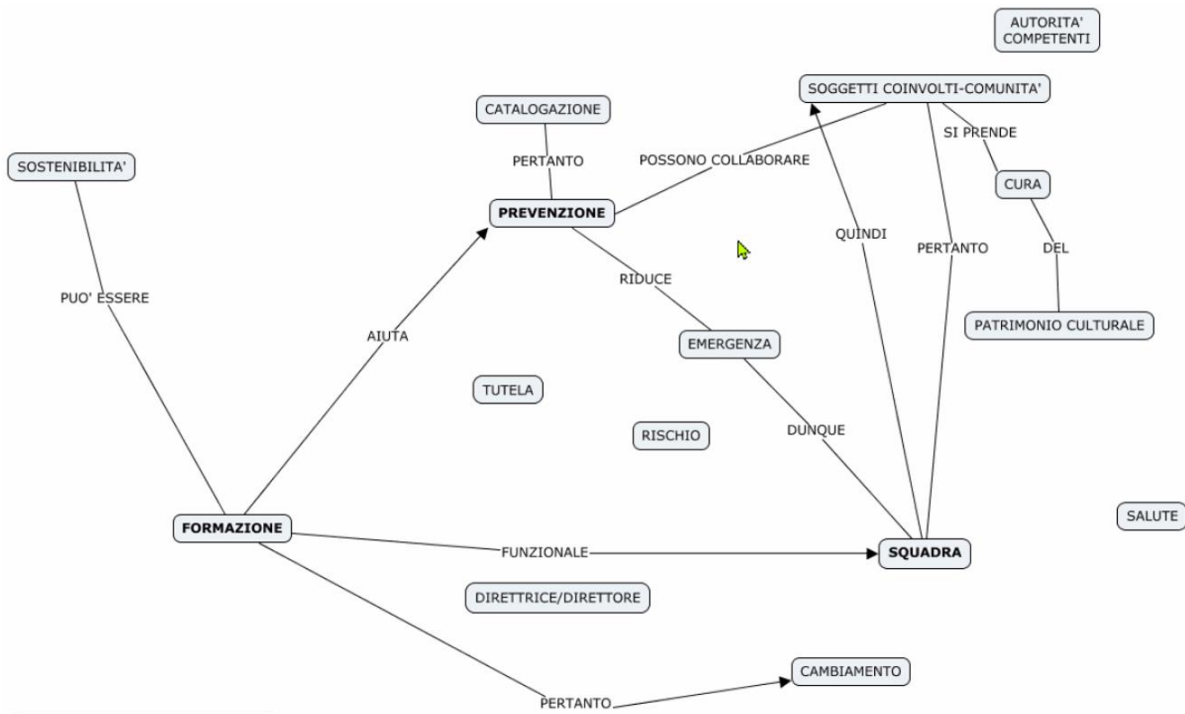 AUTORITA'
COMPETENTI
SOGGETTI COINVOLTI-COMUNITA'
CATALOGAZIONE
SI PRENDE
PERTANTO
POSSONO COLLABORARE
SOSTENIBILITA'
CURA
PREVENZIONE
QUINDI
PERTANTO
DEL
RIDUCE
PUO' ESSERE
PATRIMONIO CULTURALE
AIUTA
EMERGENZA
TUTELA
DUNQUE
RISCHIO
SALUTE
FORMAZIONE
FUNZIONALE
SQUADRA
DIRETTRICE/DIRETTORE
CAMBIAMENTO
PERTANTO